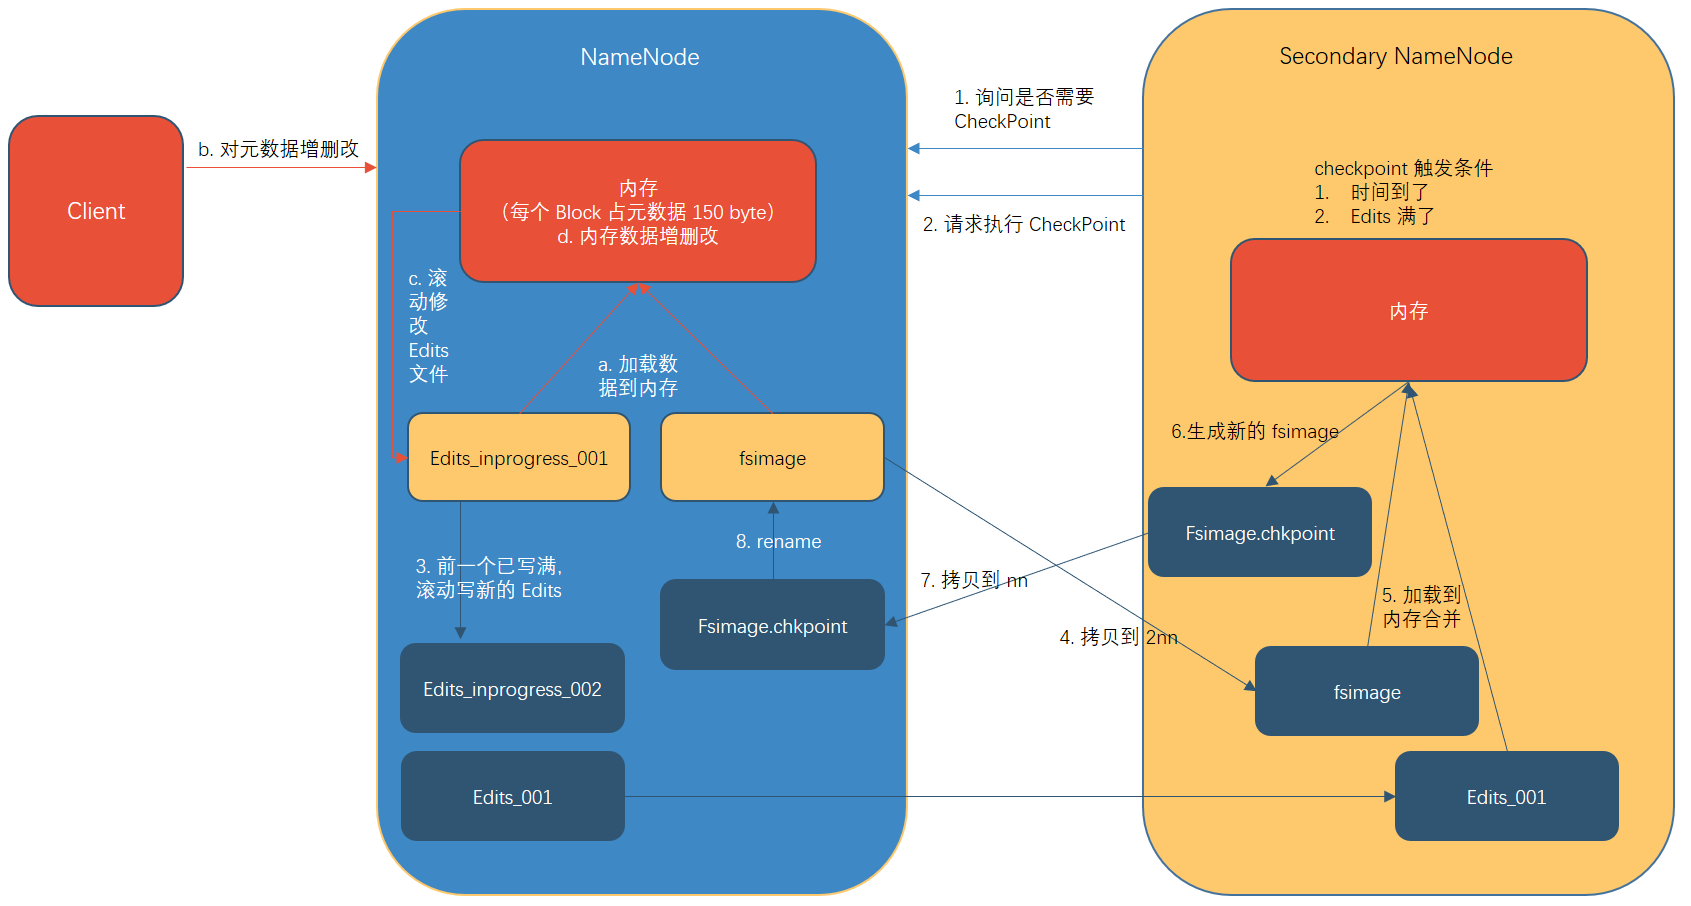 NameNode
Secondary NameNode
1. 询问是否需要
CheckPoint
Client
b. 对元数据增删改
内存
（每个 Block 占元数据 150 byte）
d. 内存数据增删改
checkpoint 触发条件
1. 时间到了
2. Edits 满了
2. 请求执行 CheckPoint
c. 滚
动修
改
Edits
文件
内存
a. 加载数
据到内存
Edits_inprogress_001
fsimage
6.生成新的 fsimage
Fsimage.chkpoint
8. rename
3. 前一个已写满,
滚动写新的 Edits
7. 拷贝到 nn
5. 加载到
内存合并
Fsimage.chkpoint
4. 拷贝到 2nn
Edits_inprogress_002
fsimage
Edits_001
Edits_001